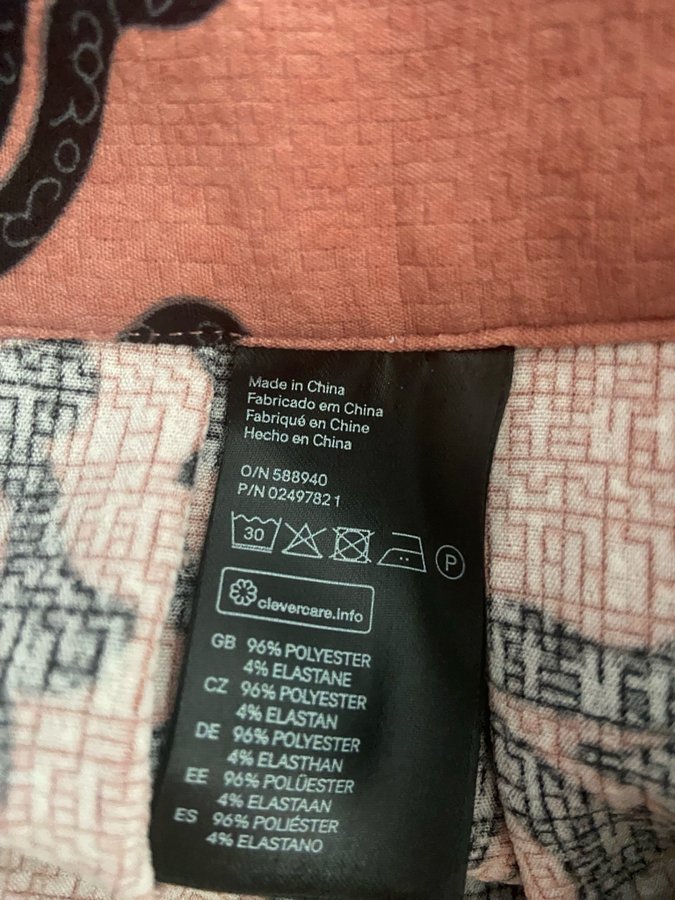 Made in China
Fabricado em China
Fabriqué en Chine
Hecho en China
O/N 588940
P/N 02497821
30
P
clevercare.info
GB 96% POLYESTER
4% ELASTANE
CZ 96% POLYESTER
4% ELASTAN
DE 96% POLYESTER
4% ELASTHAN
EE 96% POLÜESTER
4% ELASTAAN
ES 96% POLIÉSTER
4% ELASTANO